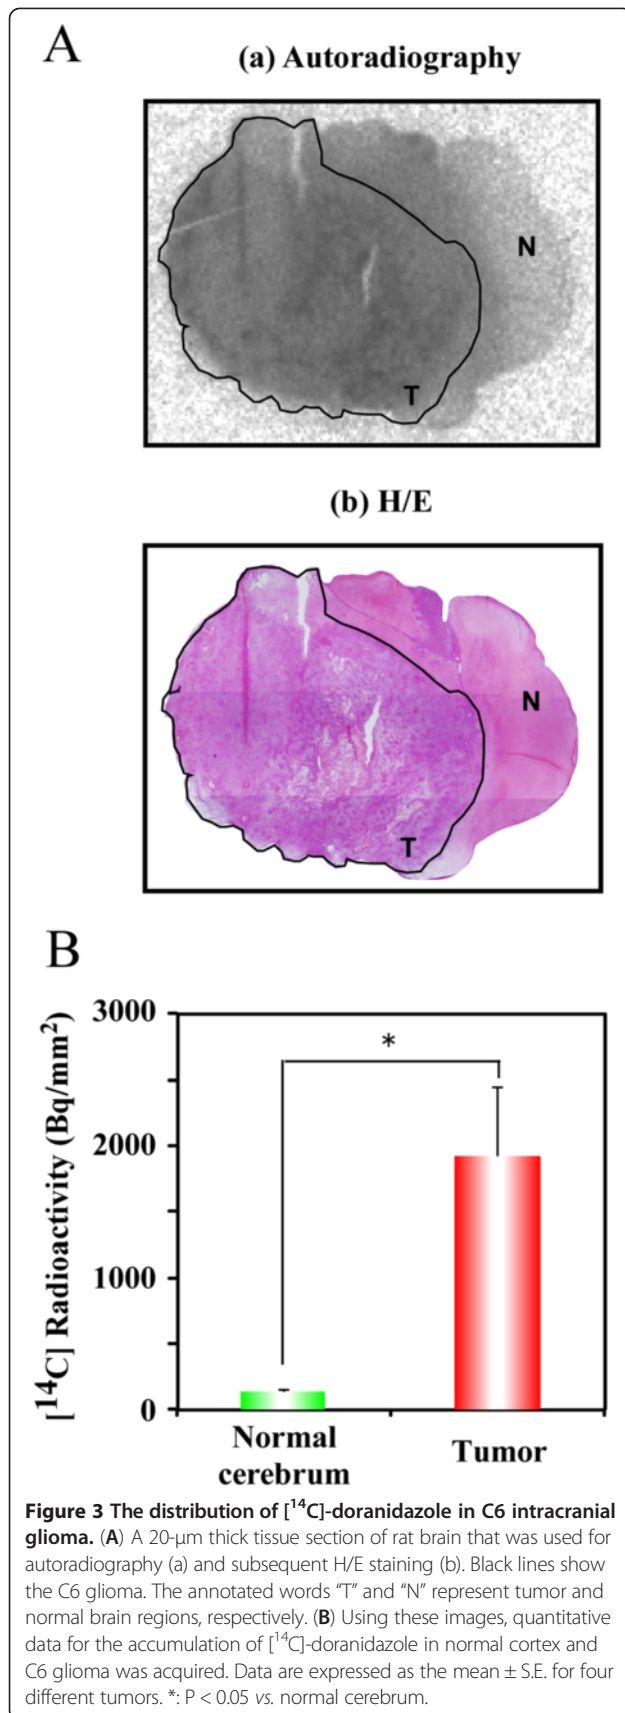 A
(a) Autoradiography
N
T
(b) H/E
N
T
B
[¹⁴C] Radioactivity (Bq/mm²)
3000
2000
1000
0
*
Normal
cerebrum
Tumor
Figure 3 The distribution of [¹⁴C]-doranidazole in C6 intracranial
glioma. (A) A 20-μm thick tissue section of rat brain that was used for
autoradiography (a) and subsequent H/E staining (b). Black lines show
the C6 glioma. The annotated words “T” and “N” represent tumor and
normal brain regions, respectively. (B) Using these images, quantitative
data for the accumulation of [¹⁴C]-doranidazole in normal cortex and
C6 glioma was acquired. Data are expressed as the mean ± S.E. for four
different tumors. *: P < 0.05 vs. normal cerebrum.